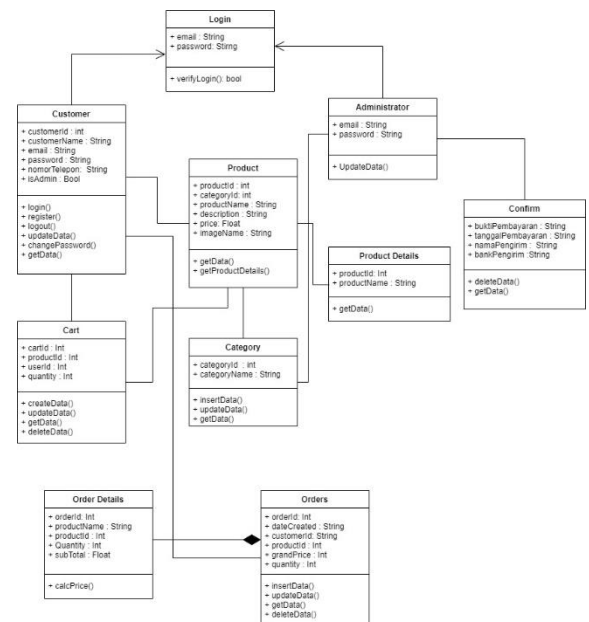 Login
+ email : String
+ password: Stirng
+ verifyLogin(): bool
Customer
+ customerId : int
+ customerName : String
+ email : String
+ password : String
+ nomorTelepon: String
+ isAdmin : Bool
+ login()
+ register()
+ logout()
+ updateData()
+ changePassword()
+ getData()
Administrator
+ email : String
+ password : String
+ UpdateData()
Product
+ productId : int
+ categoryId: int
+ productName : String
+ description : String
+ price: Float
+ imageName : String
+ getData()
+ getProductDetails()
Confirm
+ buktiPembayaran : String
+ tanggalPembayaran : String
+ namaPengirim : String
+ bankPengirim :String
+ deleteData()
+ getData()
Product Details
+ productId: Int
+ productName : String
+ getData()
Cart
+ cartId : Int
+ productId : Int
+ userId : Int
+ quantity : Int
+ createData()
+ updateData()
+ getData()
+ deleteData()
Category
+ categoryId : int
+ categoryName : String
+ insertData()
+ updateData()
+ getData()
Order Details
+ orderId: Int
+ productName : String
+ productId : Int
+ Quantity : Int
+ subTotal : Float
+ calcPrice()
Orders
+ orderId: Int
+ dateCreated : String
+ customerId: String
+ productId : Int
+ grandPrice : Int
+ quantity : Int
+ insertData()
+ updateData()
+ getData()
+ deleteData()